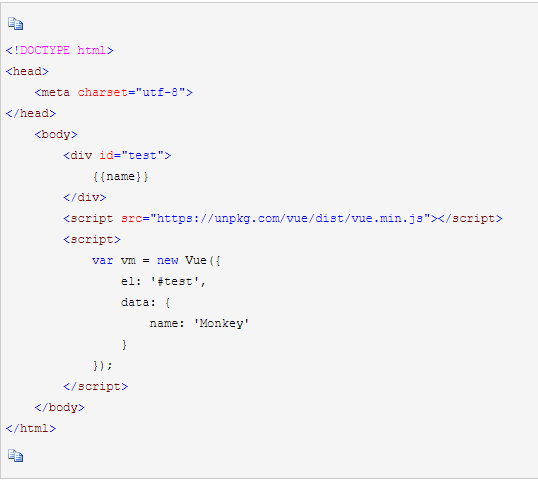 <!DOCTYPE html>
<head>
    <meta charset="utf-8">
</head>
    <body>
        <div id="test">
            {{name}}
        </div>
        <script src="https://unpkg.com/vue/dist/vue.min.js"></script>
        <script>
            var vm = new Vue({
                el: '#test',
                data: {
                    name: 'Monkey'
                }
            });
        </script>
    </body>
</html>